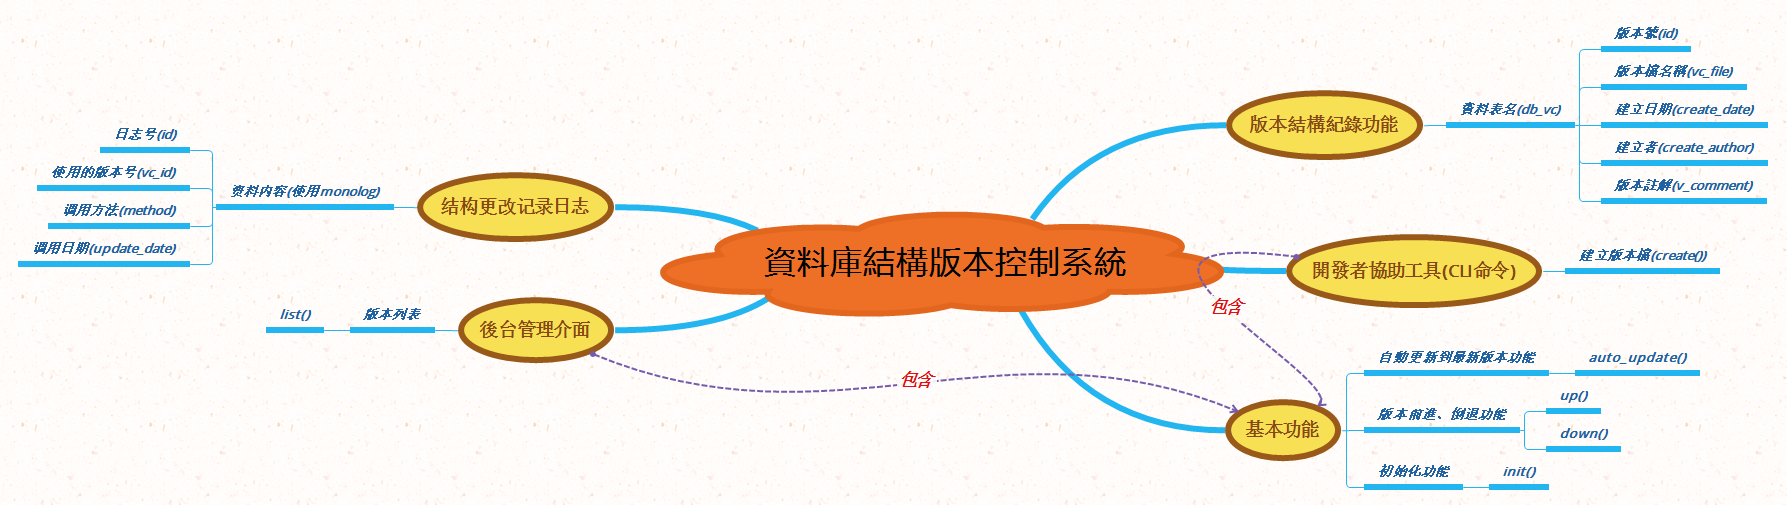 資料庫結構版本控制系統
版本結構紀錄功能
資料表名(db_vc)
版本號(id)
版本檔名稱(vc_file)
建立日期(create_date)
建立者(create_author)
版本註解(v_comment)
開發者協助工具(CLI命令)
建立版本檔(create())
包含
基本功能
自動更新到最新版本功能
auto_update()
版本前進、倒退功能
up()
down()
初始化功能
init()
结构更改记录日志
资料内容(使用monolog)
日志号(id)
使用的版本号(vc_id)
调用方法(method)
调用日期(update_date)
後台管理介面
版本列表
list()
包含